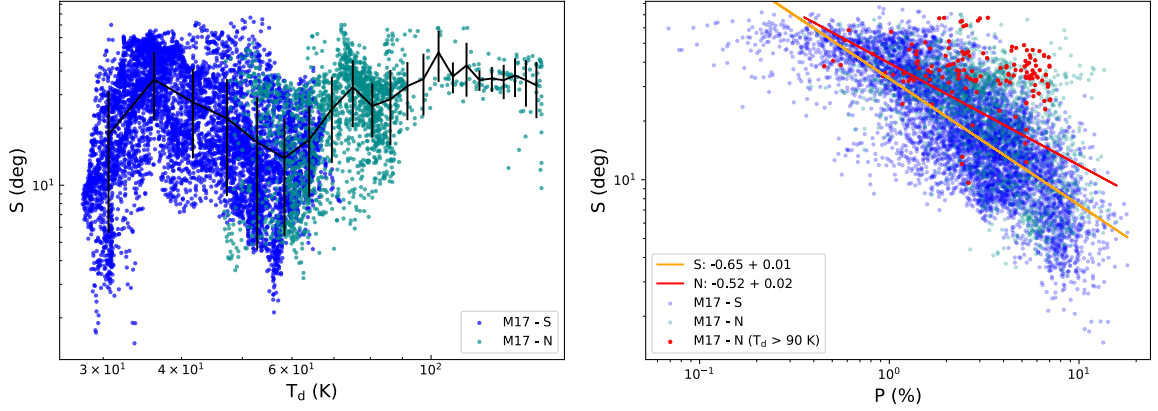 S (deg)
10¹
M17 - S
M17 - N
3 × 10¹
4 × 10¹
6 × 10¹
10²
T_d (K)
S (deg)
10¹
S: -0.65 + 0.01
N: -0.52 + 0.02
M17 - S
M17 - N
M17 - N (T_d > 90 K)
10⁻¹
10⁰
10¹
P (%)